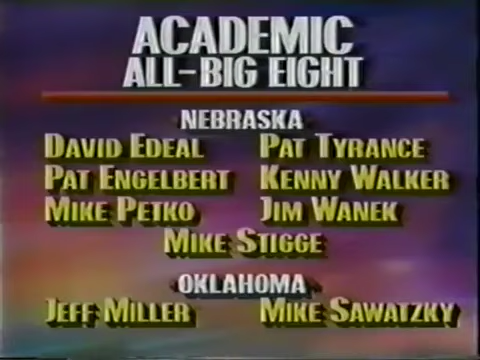 ACADEMIC
ALL-BIG EIGHT
NEBRASKA
DAVID EDEAL PAT TYRANCE
PAT ENGELBERT KENNY WALKER
MIKE PETKO JIM WANEK
MIKE STIGGE
OKLAHOMA
JEFF MILLER MIKE SAWATZKY